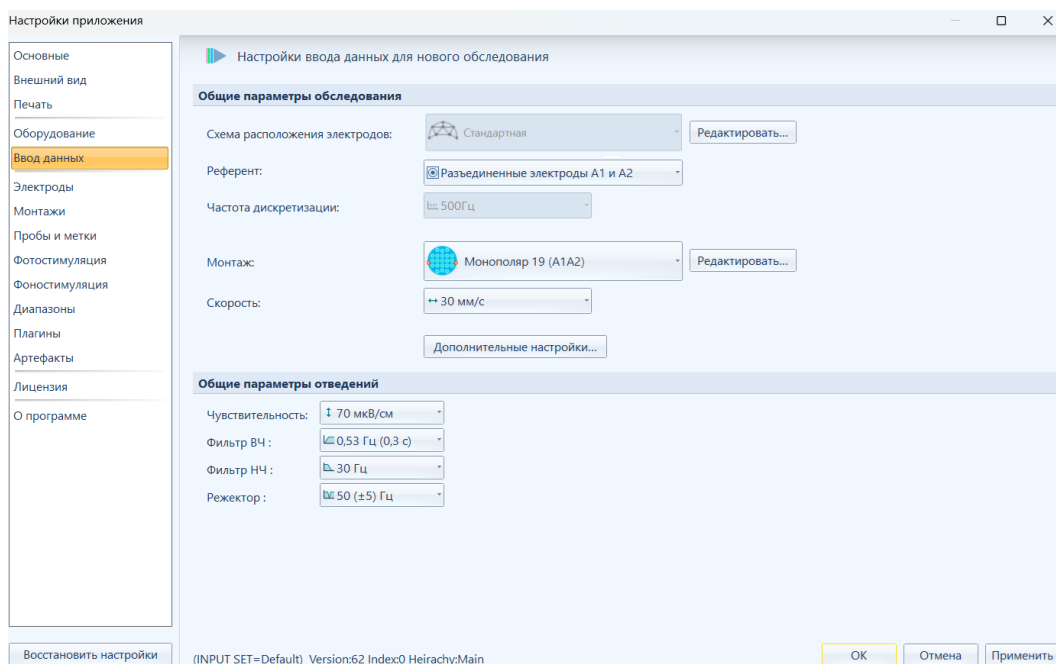 Настройки приложения
Основные
Внешний вид
Печать
Оборудование
Ввод данных
Электроды
Монтажи
Пробы и метки
Фотостимуляция
Фоностимуляция
Диапазоны
Плагины
Артефакты
Лицензия
О программе
Восстановить настройки
Настройки ввода данных для нового обследования
Общие параметры обследования
Схема расположения электродов: Стандартная Редактировать...
Референт: Разъединенные электроды А1 и А2
Частота дискретизации: 500Гц
Монтаж: Монополяр 19 (А1А2) Редактировать...
Скорость: 30 мм/с
Дополнительные настройки...
Общие параметры отведений
Чувствительность: 70 мкВ/см
Фильтр ВЧ : 0,53 Гц (0,3 с)
Фильтр НЧ : 30 Гц
Режектор : 50 (±5) Гц
(INPUT SET=Default) Version:62 Index:0 Heirachy:Main
ОК Отмена Применить